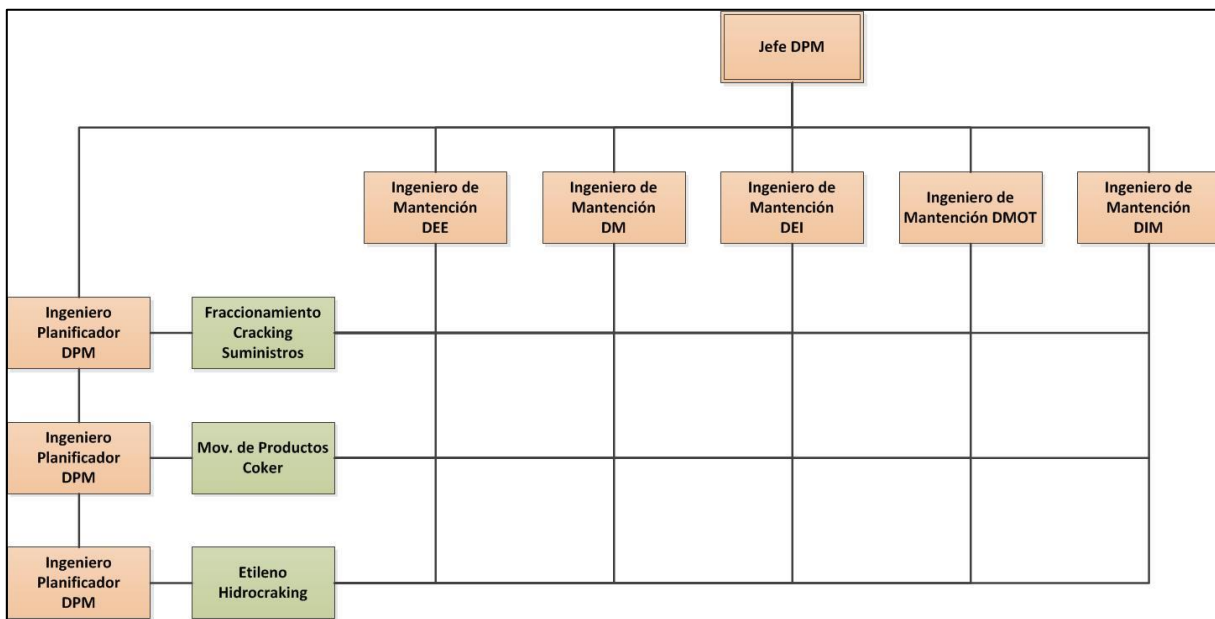 Jefe DPM
Ingeniero de
Mantención
DEE
Ingeniero de
Mantención
DM
Ingeniero de
Mantención
DEI
Ingeniero de
Mantención DMOT
Ingeniero de
Mantención
DIM
Ingeniero
Planificador
DPM
Fraccionamiento
Cracking
Suministros
Ingeniero
Planificador
DPM
Mov. de Productos
Coker
Ingeniero
Planificador
DPM
Etileno
Hidrocraking